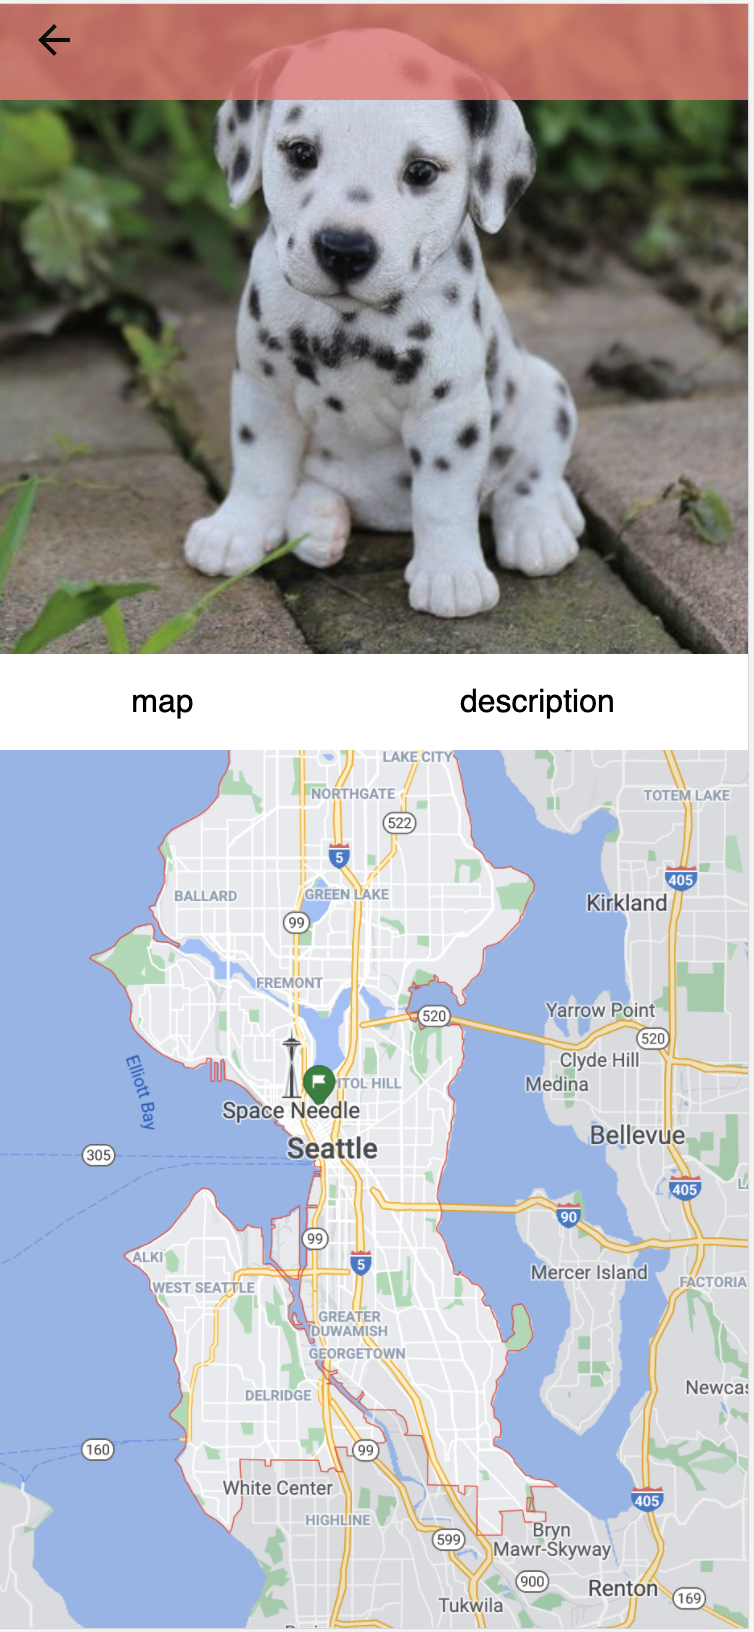 map description
LAKE CITY
NORTHGATE
TOTEM LAKE
522
5
405
BALLARD
GREEN LAKE
Kirkland
99
FREMONT
Yarrow Point
520
520
Clyde Hill
Elliott Bay
ITOL HILL
Medina
Space Needle
Bellevue
Seattle
305
405
90
99
ALKI
5
Mercer Island
WEST SEATTLE
FACTORIA
GREATER
DUWAMISH
GEORGETOWN
Newcas
DELRIDGE
160
99
White Center
405
HIGHLINE
Bryn
Mawr-Skyway
599
900
Renton
169
Tukwila